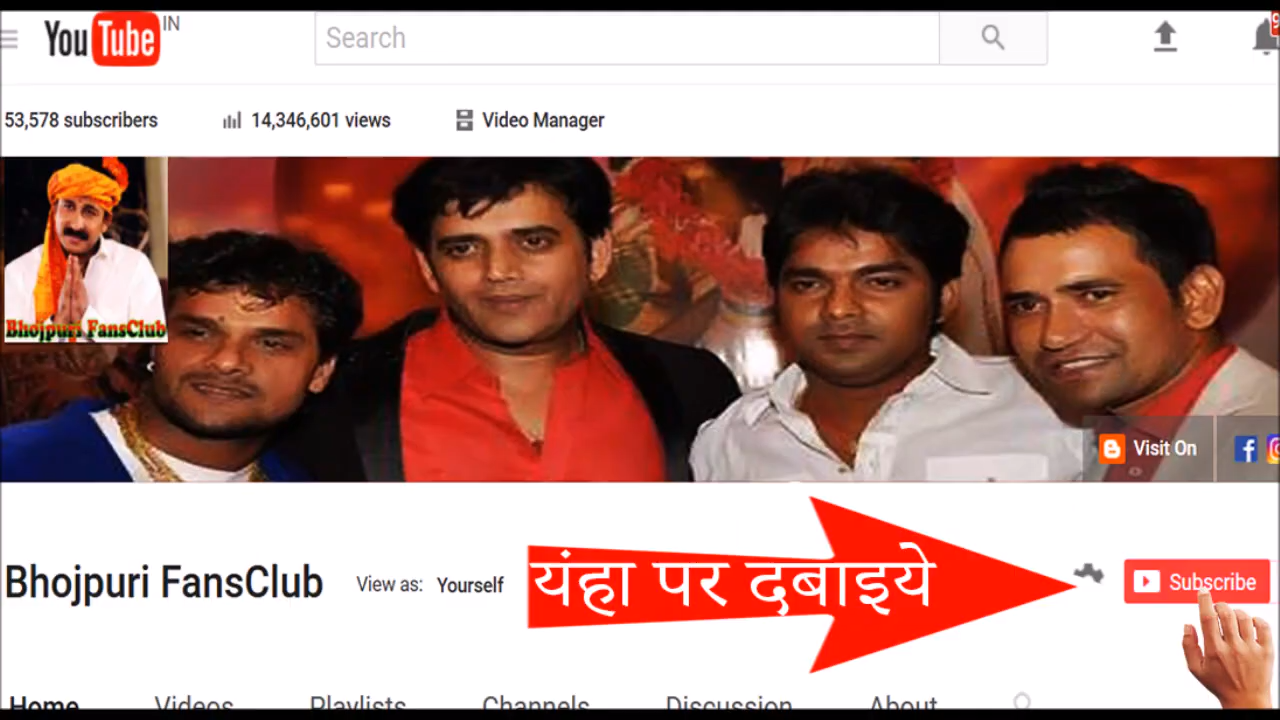 YouTube IN
Search
9
53,578 subscribers 14,346,601 views Video Manager
Bhojpuri FansClub
Visit On
Bhojpuri FansClub View as: Yourself यंहा पर दबाइये Subscribe
Home Videos Playlists Channels Discussion About